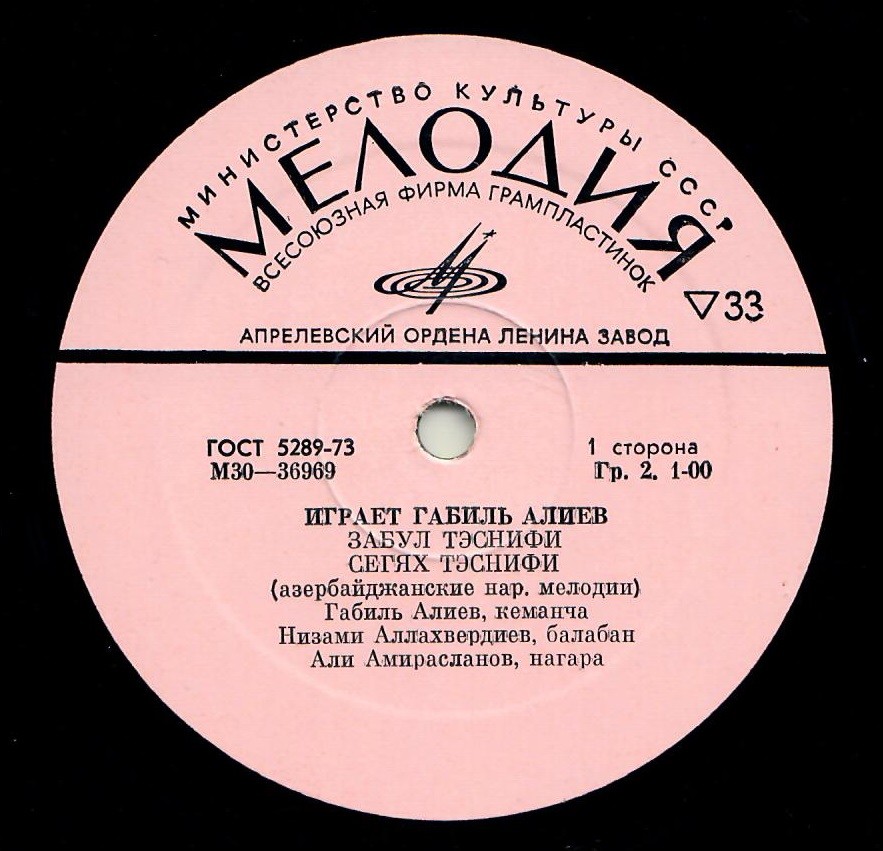 МИНИСТЕРСТВО КУЛЬТУРЫ СССР
МЕЛОДИЯ
ВСЕСОЮЗНАЯ ФИРМА ГРАМПЛАСТИНОК
▽33
АПРЕЛЕВСКИЙ ОРДЕНА ЛЕНИНА ЗАВОД
ГОСТ 5289-73
1 сторона
М30—36969
Гр. 2. 1-00
ИГРАЕТ ГАБИЛЬ АЛИЕВ
ЗАБУЛ ТЭСНИФИ
СЕГЯХ ТЭСНИФИ
(азербайджанские нар. мелодии)
Габиль Алиев, кеманча
Низами Аллахвердиев, балабан
Али Амирасланов, нагара